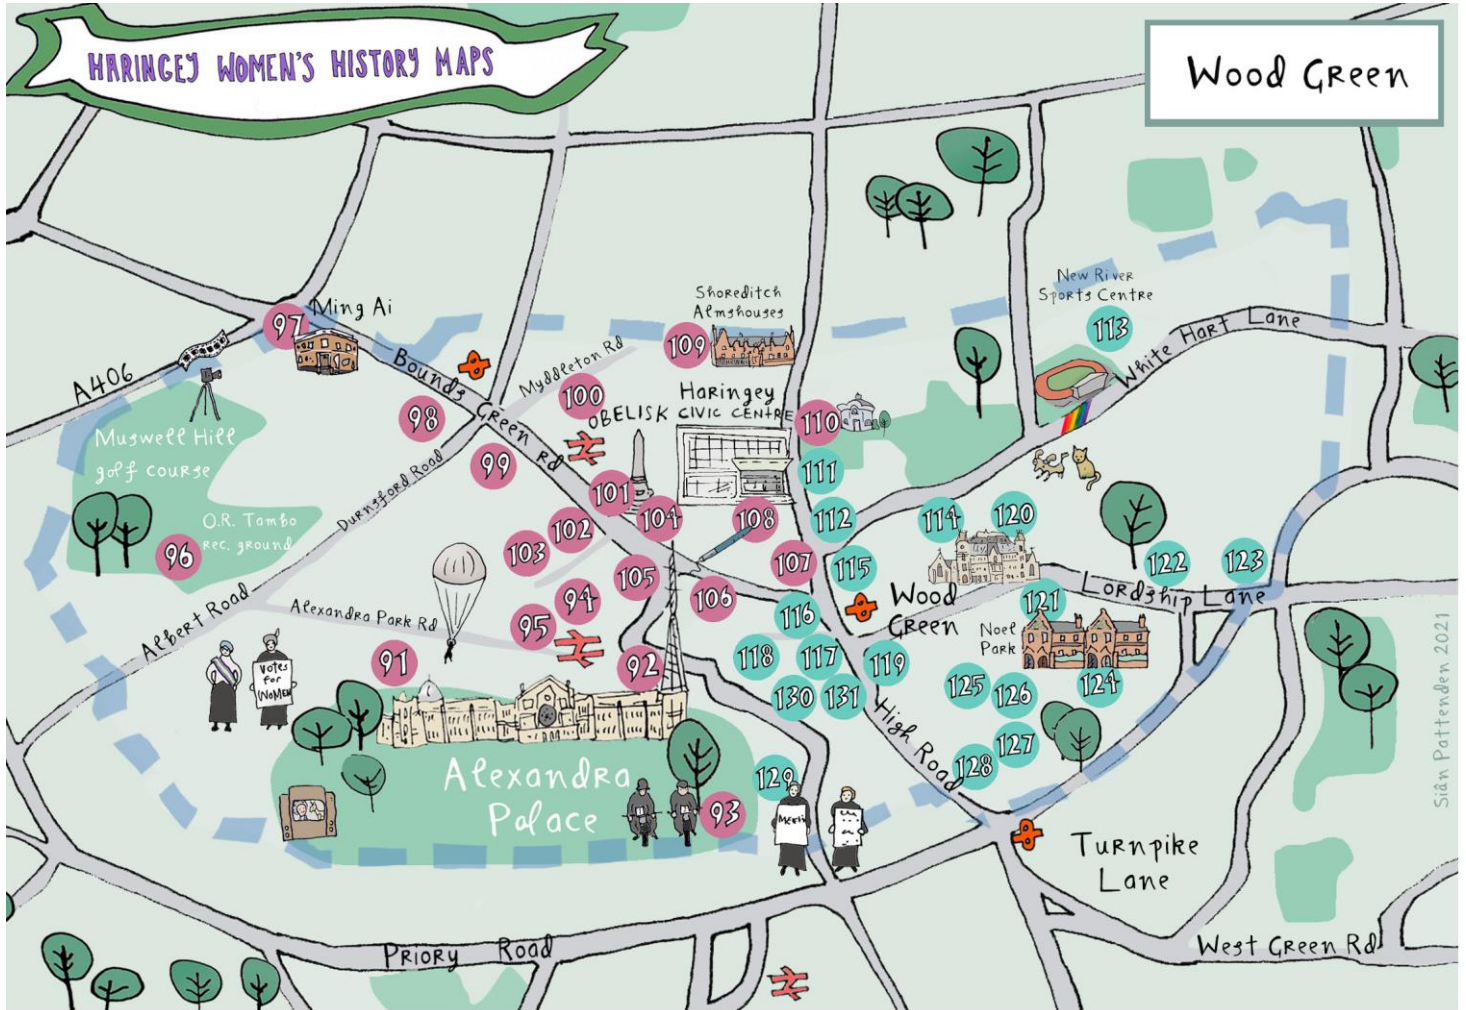 HARINGEY WOMEN'S HISTORY MAPS
Wood Green
Ming Ai
97
A406
Bounds Green Rd
Myddleton Rd
Shoreditch
Almshouses
109
New River
Sports Centre
113
White Hart Lane
98
100
OBELISK
Haringey
CIVIC CENTRE
110
Muswell Hill
golf course
99
111
Durnsford Road
O.R. Tambo
Rec. ground
96
101
102
103
104
108
112
114
120
107
115
122
123
105
94
106
116
Wood
Green
121
Lordship Lane
Alexandra Park Rd
95
Albert Road
Noel
Park
Votes
for
WOMEN
91
92
118
117
119
125
126
124
130
131
High Road
127
128
Alexandra
Palace
129
93
Turnpike
Lane
Priory Road
West Green Rd
Siân Pattenden 2021